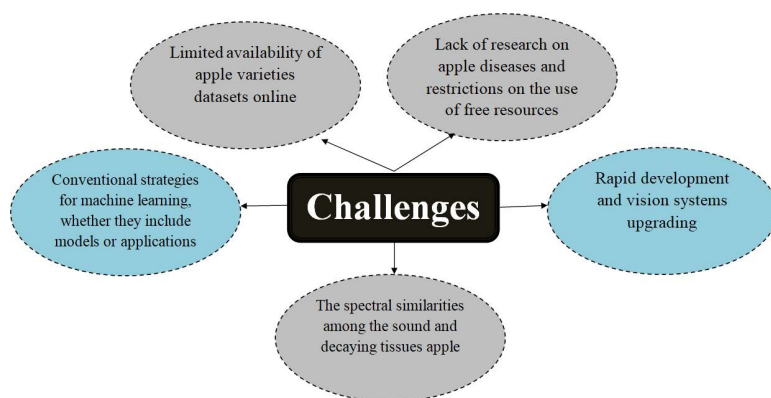 Limited availability of
apple varieties
datasets online
Lack of research on
apple diseases and
restrictions on the use
of free resources
Conventional strategies
for machine learning,
whether they include
models or applications
Challenges
Rapid development
and vision systems
upgrading
The spectral similarities
among the sound and
decaying tissues apple